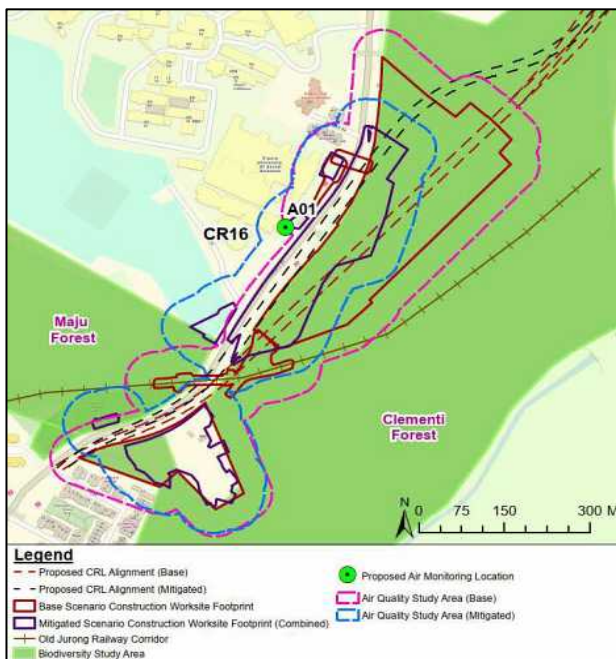 A01
CR16
Maju
Forest
Clementi
Forest
N
0 75 150 300 M
Legend
Proposed CRL Alignment (Base)
Proposed CRL Alignment (Mitigated)
Base Scenario Construction Worksite Footprint
Mitigated Scenario Construction Worksite Footprint (Combined)
Old Jurong Railway Corridor
Biodiversity Study Area
Proposed Air Monitoring Location
Air Quality Study Area (Base)
Air Quality Study Area (Mitigated)